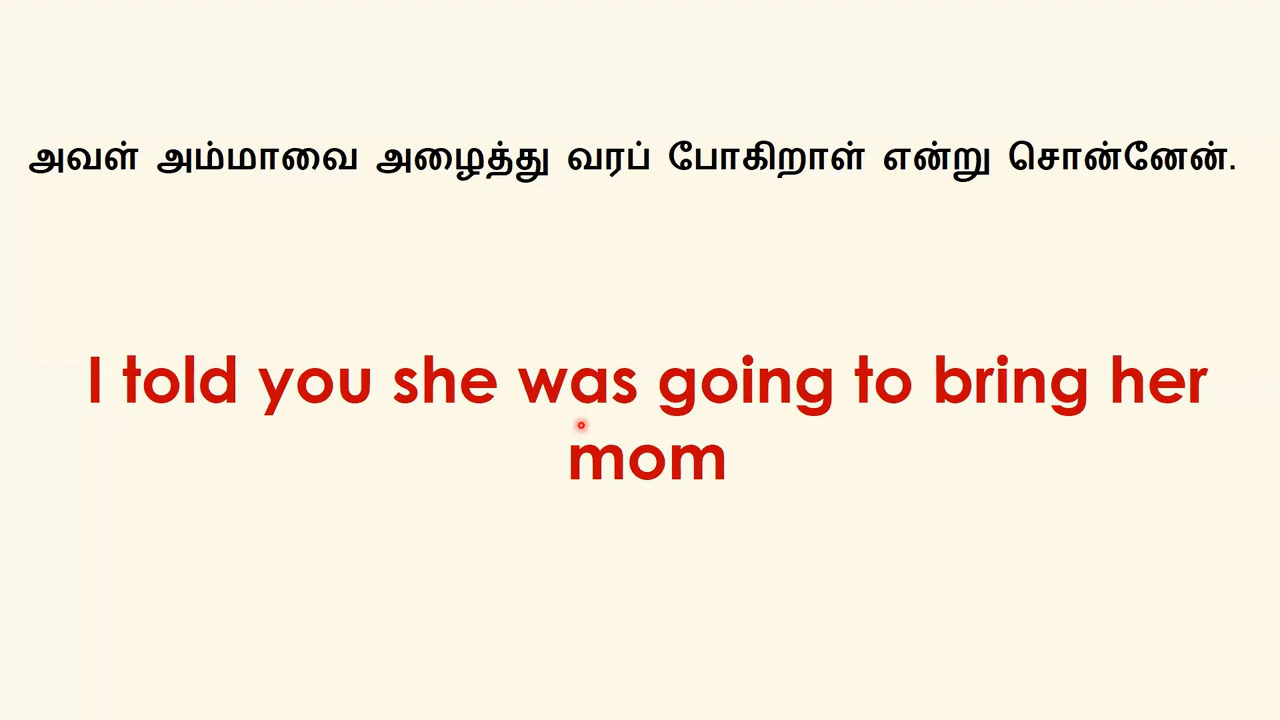 அவள் அம்மாவை அழைத்து வரப் போகிறாள் என்று சொன்னேன்.
I told you she was going to bring her
mom